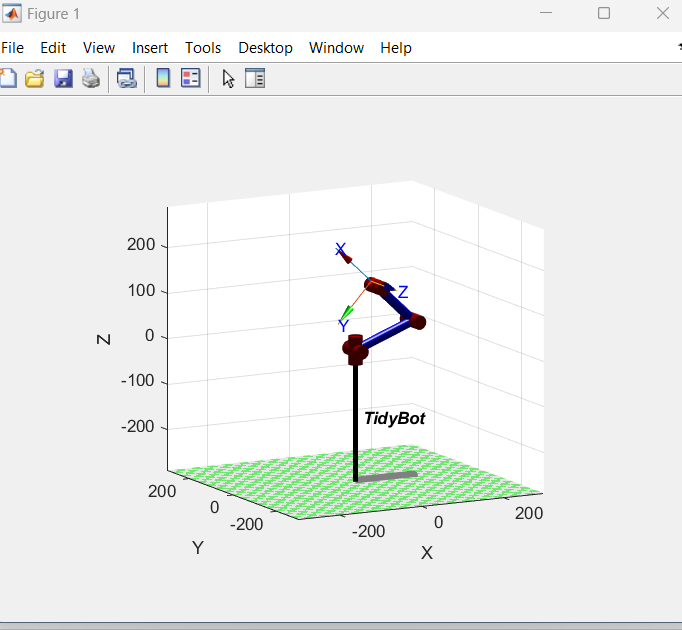 Figure 1
File Edit View Insert Tools Desktop Window Help
200
100
0
-100
-200
Z
X
Z
Y
TidyBot
200
0
-200
Y
-200
0
200
X